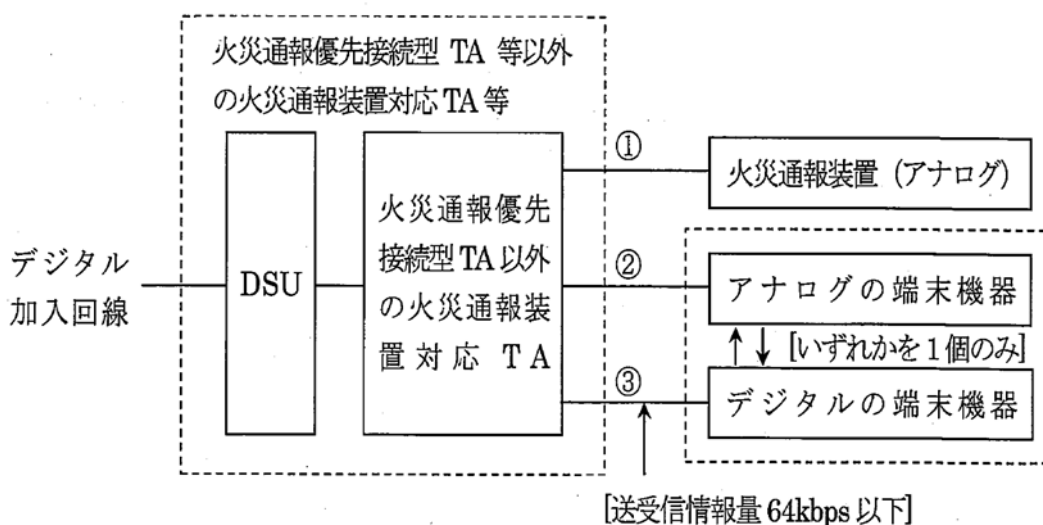 火災通報優先接続型 TA 等以外
の火災通報装置対応 TA 等
デジタル
加入回線
DSU
火災通報優先
接続型 TA 以外
の火災通報装
置対応 TA
①
火災通報装置 (アナログ)
②
アナログの端末機器
[いずれかを1個のみ]
③
デジタルの端末機器
[送受信情報量 64kbps 以下]